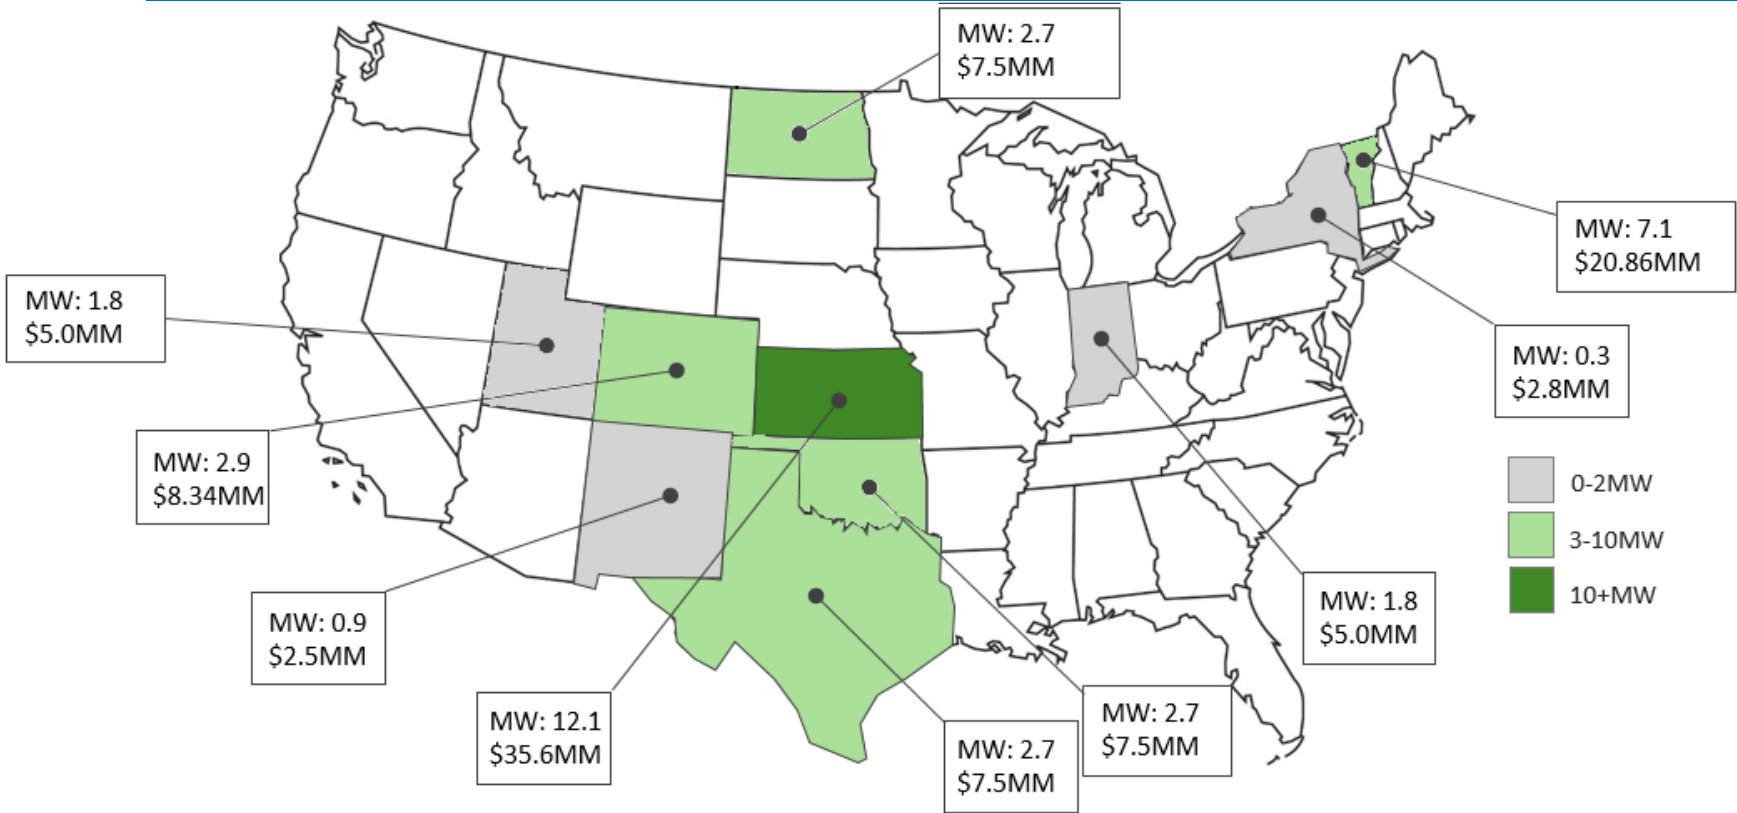 MW: 2.7
$7.5MM
MW: 7.1
$20.86MM
MW: 1.8
$5.0MM
MW: 0.3
$2.8MM
MW: 2.9
$8.34MM
0-2MW
3-10MW
10+MW
MW: 0.9
$2.5MM
MW: 1.8
$5.0MM
MW: 12.1
$35.6MM
MW: 2.7
$7.5MM
MW: 2.7
$7.5MM